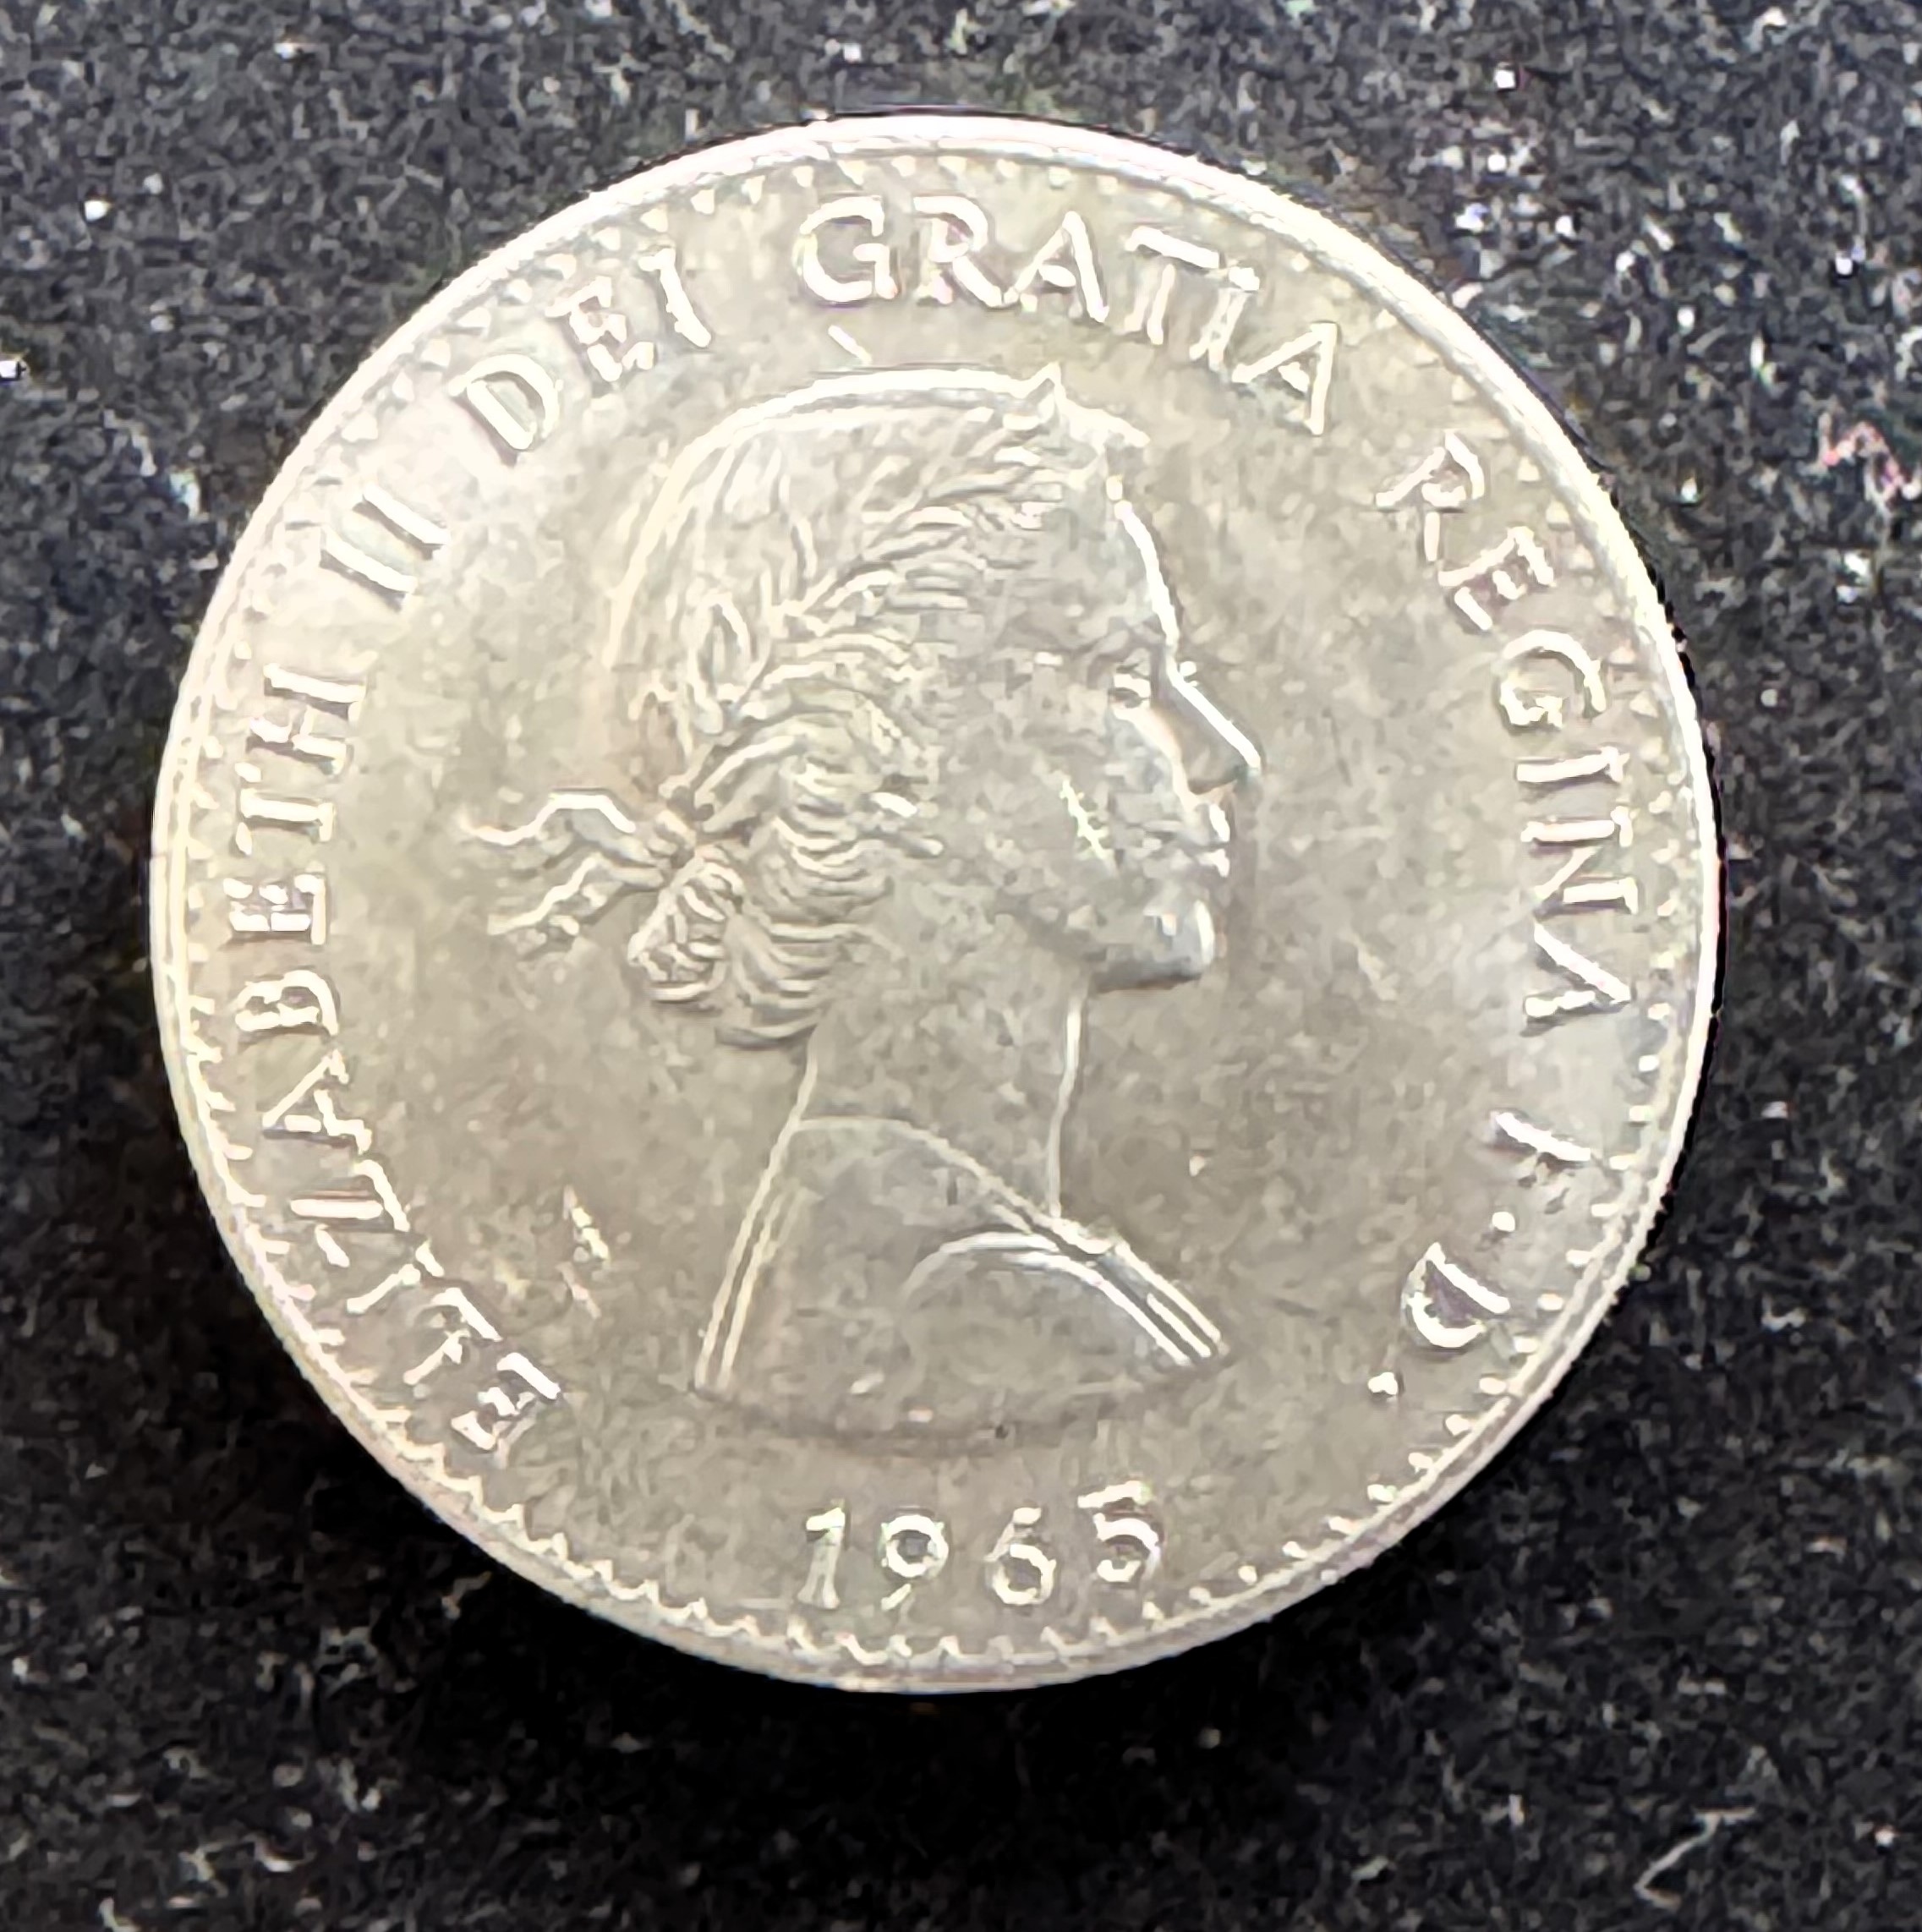 ELIZABETH II DEI GRATIA REGINA F.D.
1965